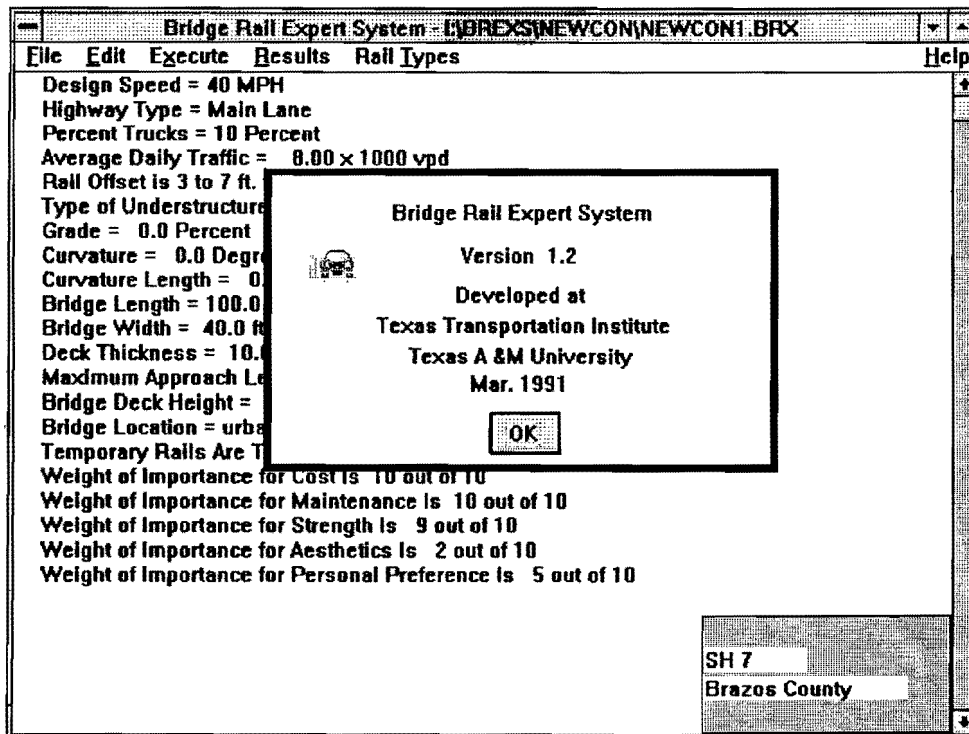 Bridge Rail Expert System - I:\BREXS\NEWCON\NEWCON1.BRX
File Edit Execute Results Rail Types Help
Design Speed = 40 MPH
Highway Type = Main Lane
Percent Trucks = 10 Percent
Average Daily Traffic = 8.00 x 1000 vpd
Rail Offset is 3 to 7 ft.
Type of Understructure
Grade = 0.0 Percent
Curvature = 0.0 Degr
Curvature Length = 0.
Bridge Length = 100.0
Bridge Width = 40.0 ft
Deck Thickness = 10.0
Maximum Approach Le
Bridge Deck Height =
Bridge Location = urba
Temporary Rails Are T
Weight of Importance for Cost Is 10 out of 10
Weight of Importance for Maintenance Is 10 out of 10
Weight of Importance for Strength Is 9 out of 10
Weight of Importance for Aesthetics Is 2 out of 10
Weight of Importance for Personal Preference Is 5 out of 10
Bridge Rail Expert System
Version 1.2
Developed at
Texas Transportation Institute
Texas A &M University
Mar. 1991
OK
SH 7
Brazos County